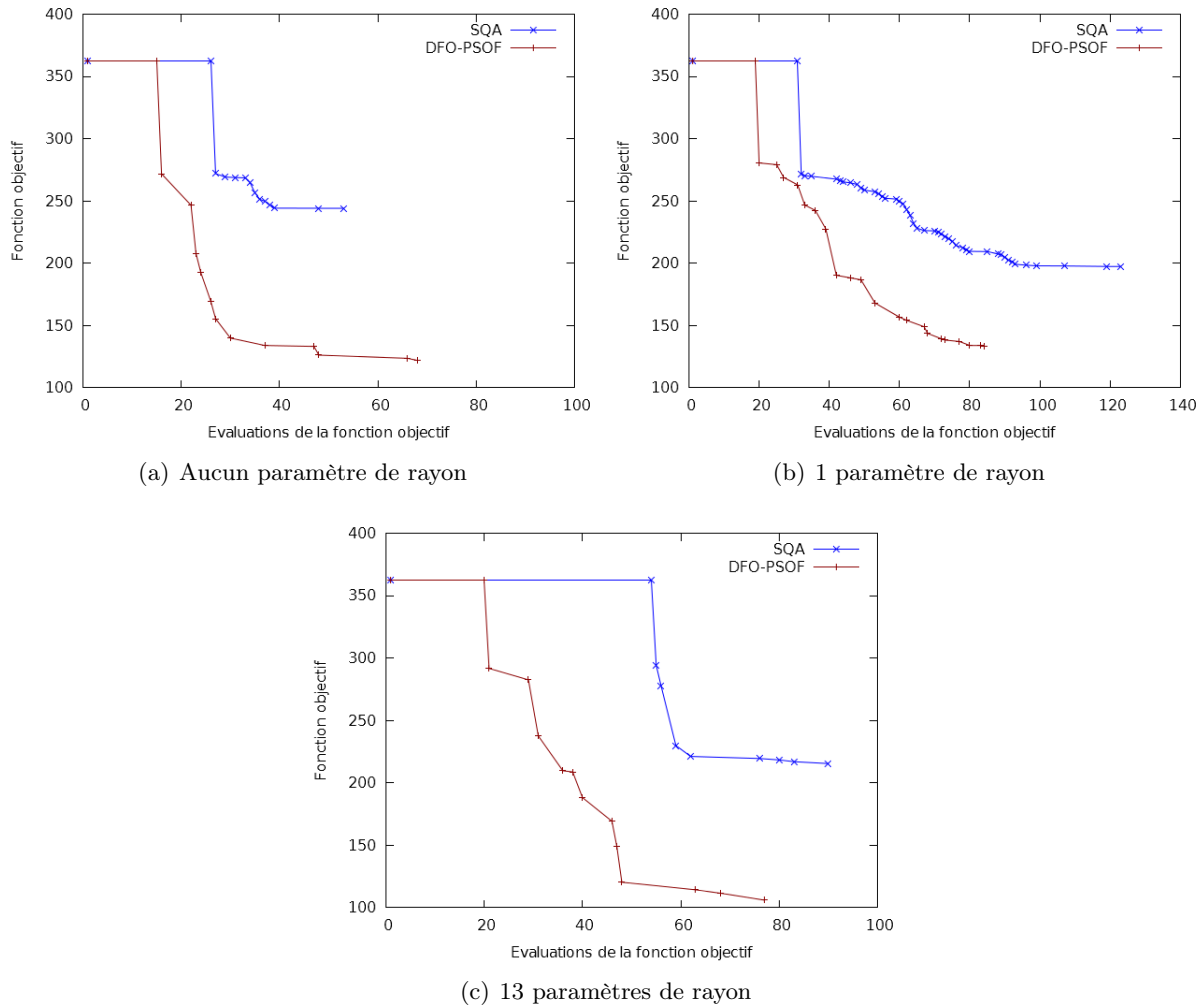 400
350
300
250
200
150
100
0 20 40 60 80 100
Fonction objectif
Evaluations de la fonction objectif
SQA
DFO-PSOF
(a) Aucun paramètre de rayon
400
350
300
250
200
150
100
0 20 40 60 80 100 120 140
Fonction objectif
Evaluations de la fonction objectif
SQA
DFO-PSOF
(b) 1 paramètre de rayon
400
350
300
250
200
150
100
0 20 40 60 80 100
Fonction objectif
Evaluations de la fonction objectif
SQA
DFO-PSOF
(c) 13 paramètres de rayon